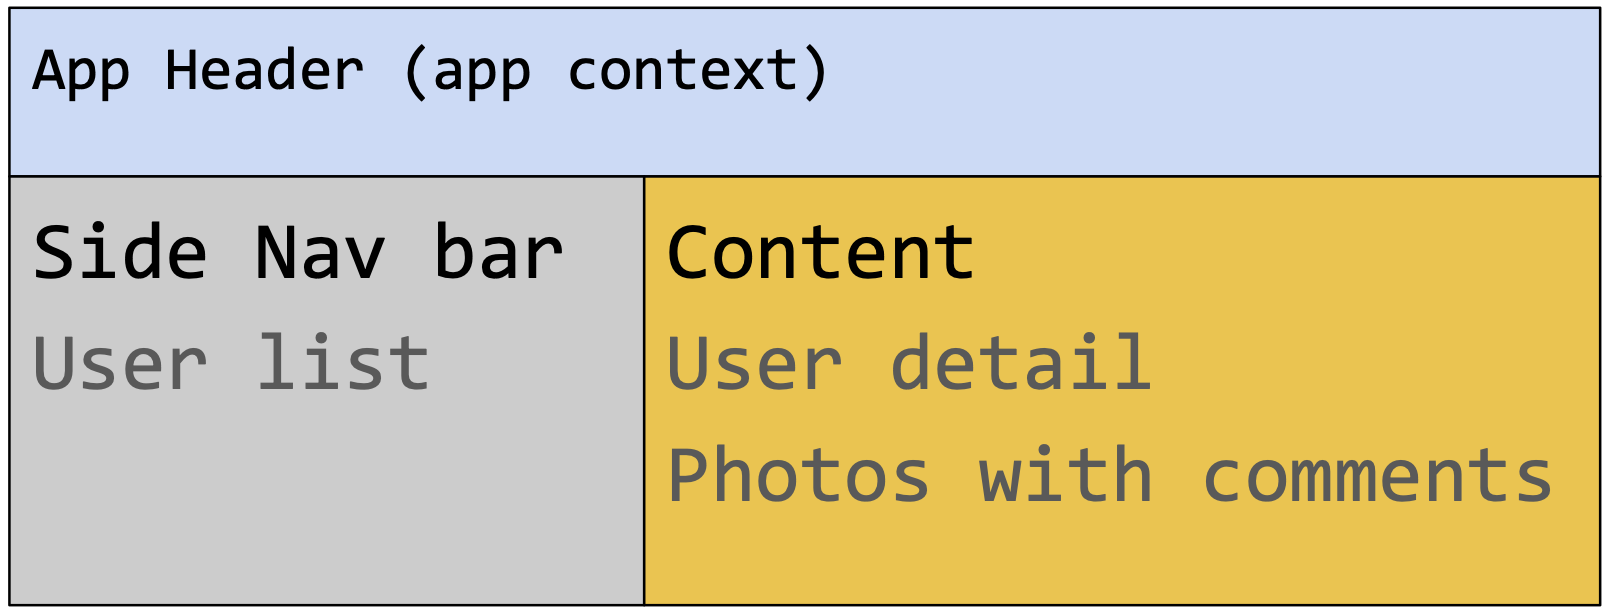 App Header (app context)
Side Nav bar
User list
Content
User detail
Photos with comments